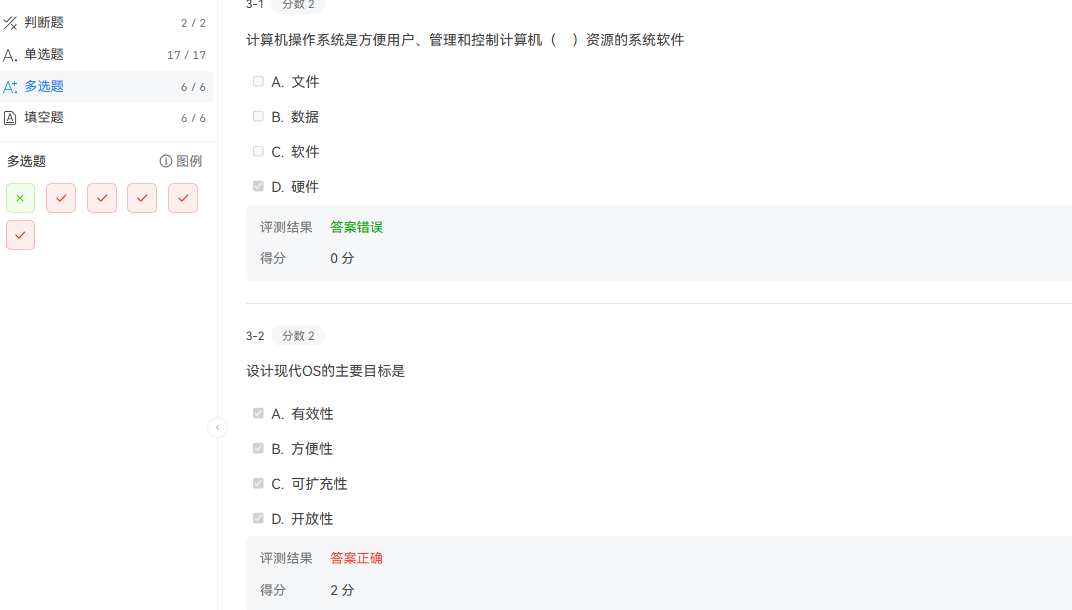 判断题 2 / 2
单选题 17 / 17
多选题 6 / 6
填空题 6 / 6
多选题 图例
3-1 分数 2
计算机操作系统是方便用户、管理和控制计算机（ ）资源的系统软件
A. 文件
B. 数据
C. 软件
D. 硬件
评测结果 答案错误
得分 0 分
3-2 分数 2
设计现代OS的主要目标是
A. 有效性
B. 方便性
C. 可扩充性
D. 开放性
评测结果 答案正确
得分 2 分